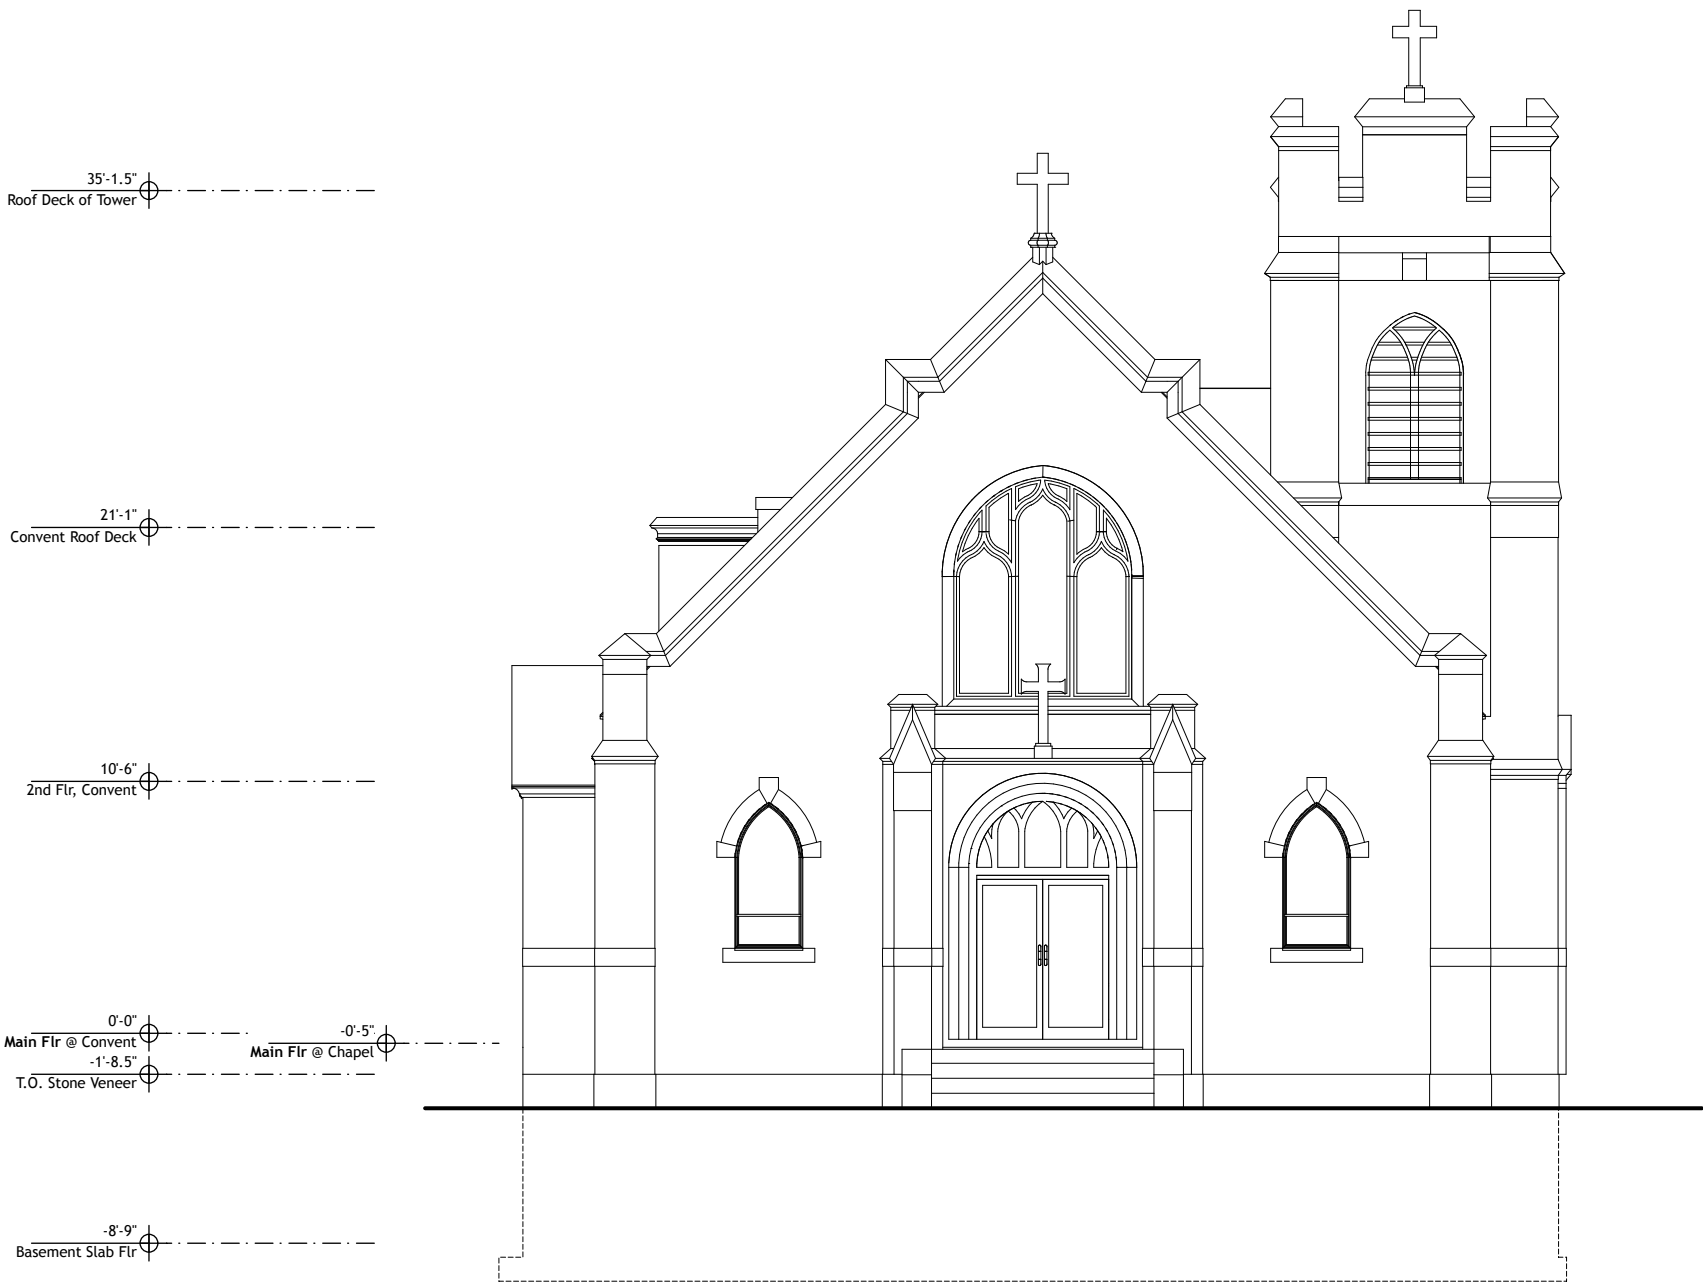 35'-1.5"
Roof Deck of Tower
21'-1"
Convent Roof Deck
10'-6"
2nd Flr, Convent
0'-0"
Main Flr @ Convent
-0'-5"
Main Flr @ Chapel
-1'-8.5"
T.O. Stone Veneer
-8'-9"
Basement Slab Flr